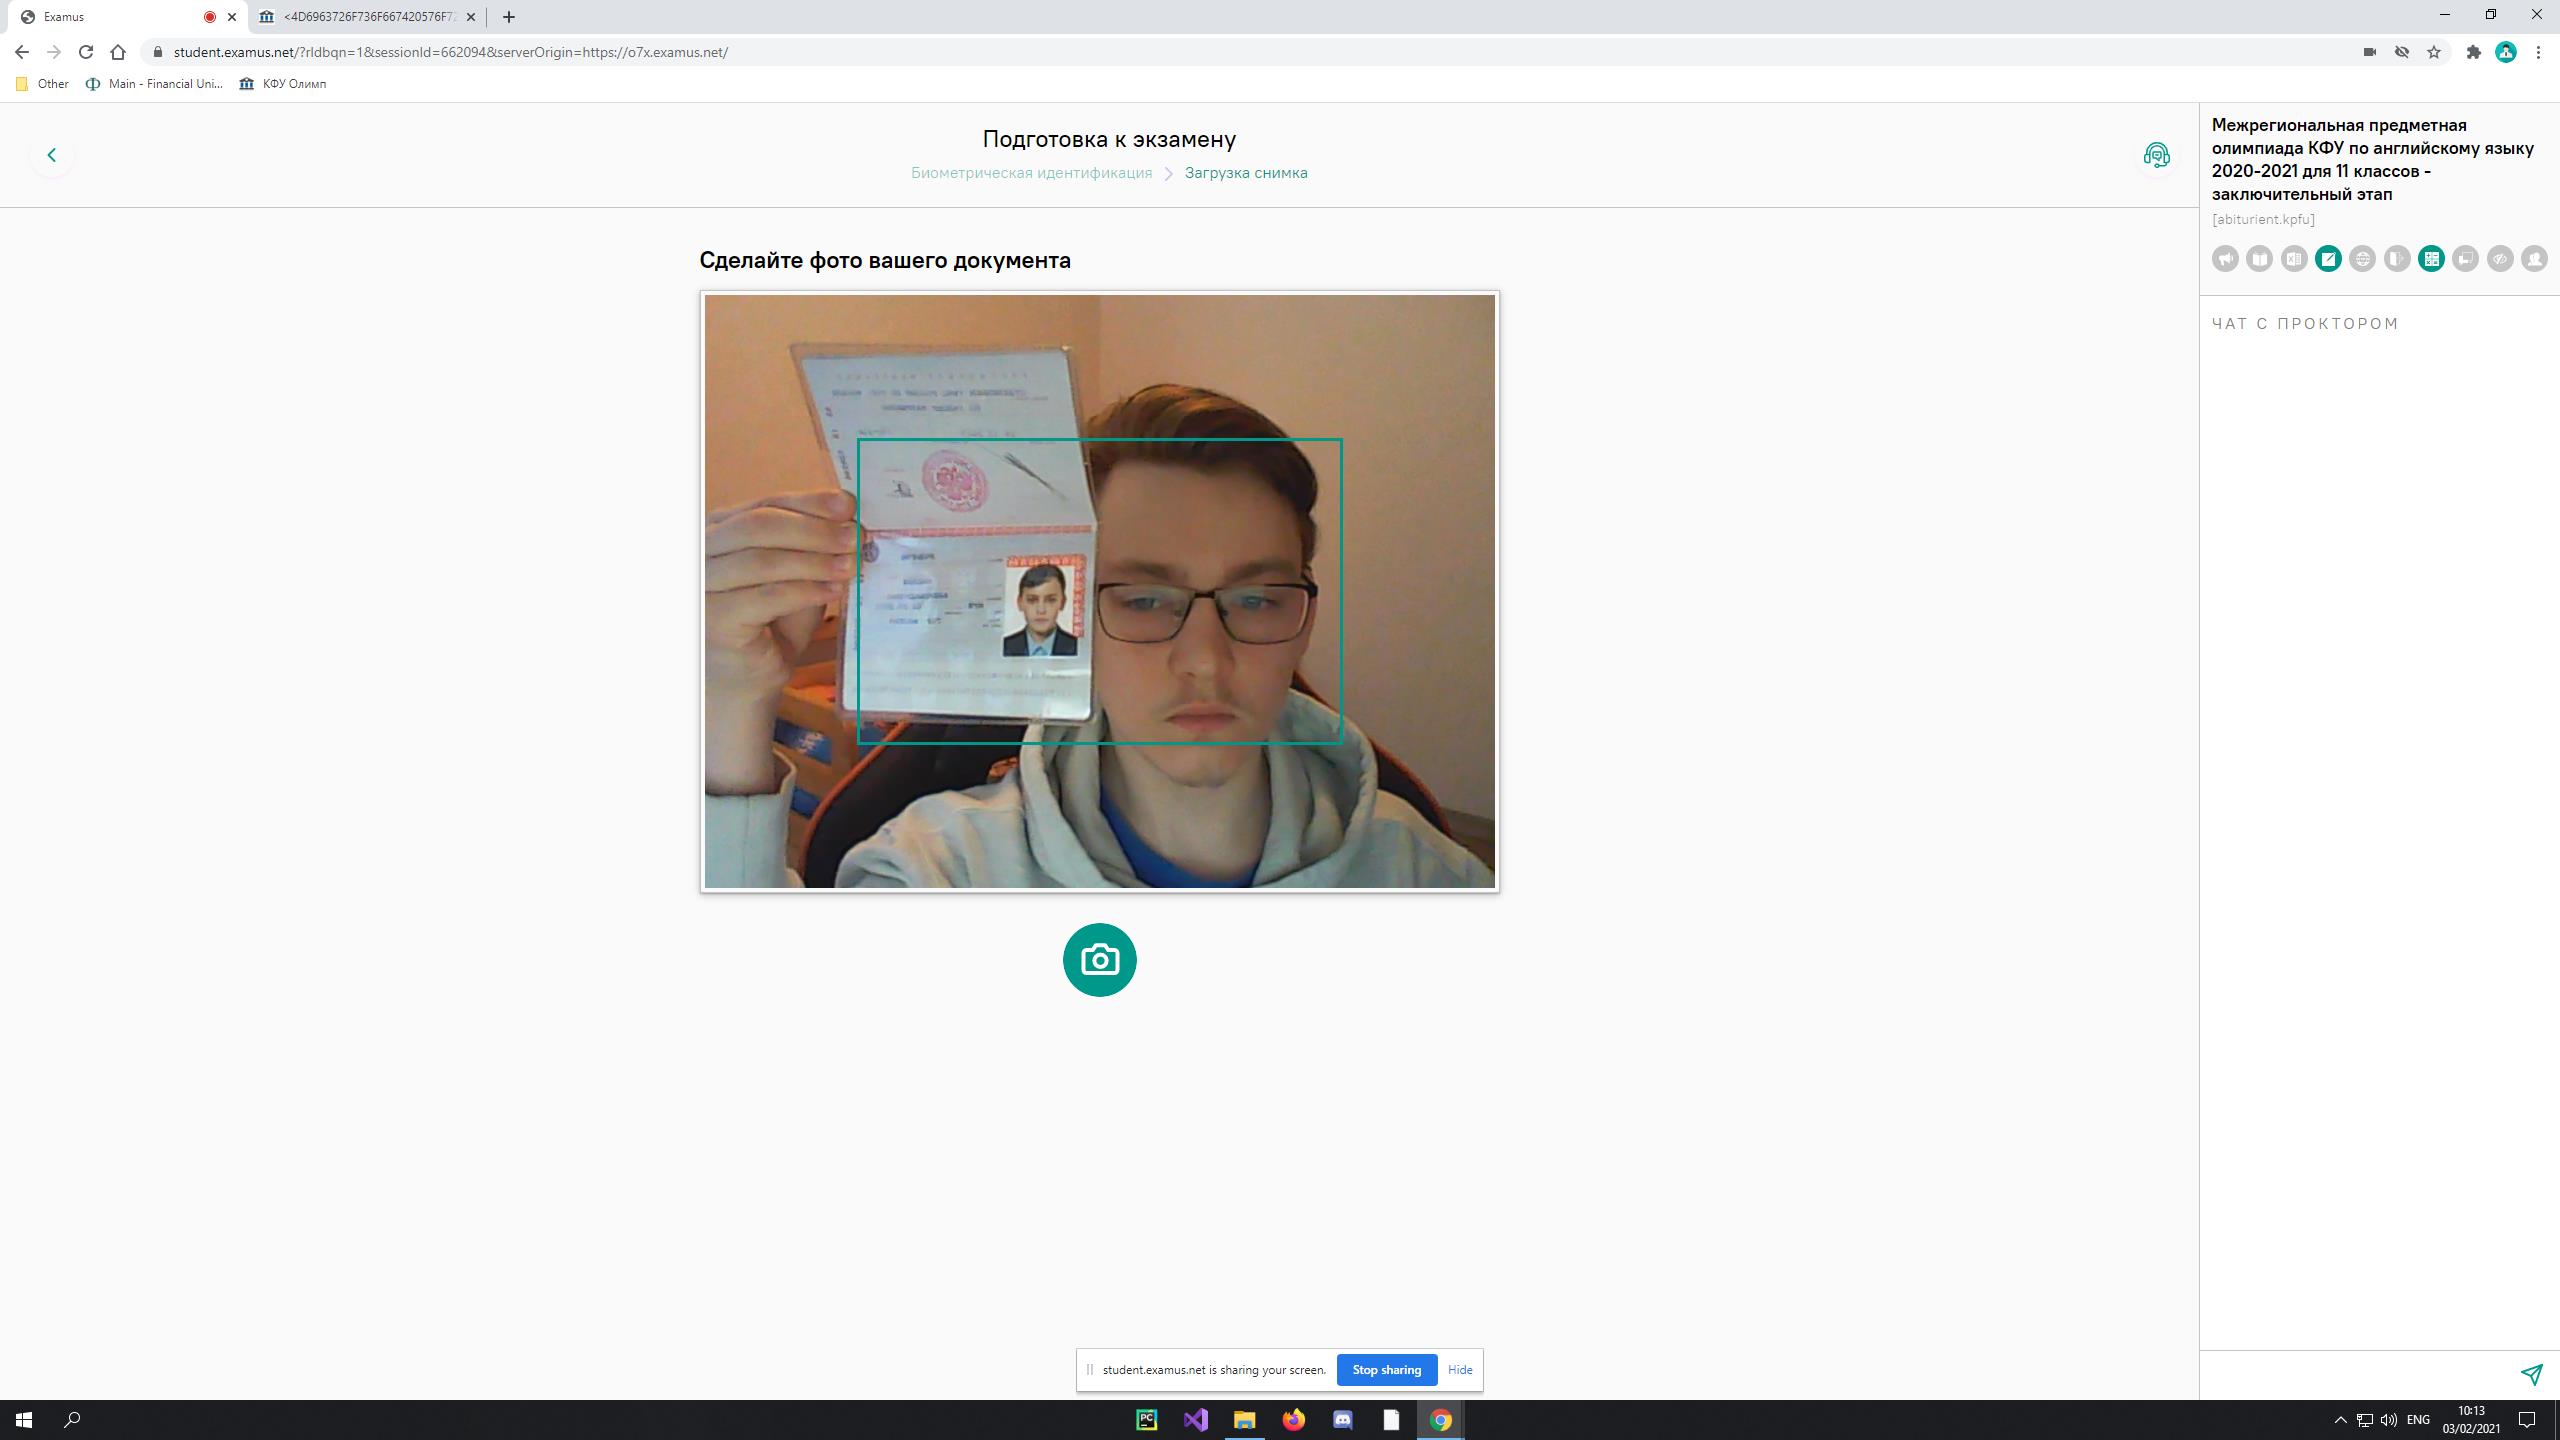 Examus
<4D6963726F736F667420576F72
student.examus.net/?rldbqn=1&sessionId=662094&serverOrigin=https://o7x.examus.net/
Other
Main - Financial Uni...
КФУ Олимп
Подготовка к экзамену
Биометрическая идентификация
Загрузка снимка
Сделайте фото вашего документа
Межрегиональная предметная
олимпиада КФУ по английскому языку
2020-2021 для 11 классов -
заключительный этап
[abiturient.kpfu]
ЧАТ С ПРОКТОРОМ
student.examus.net is sharing your screen.
Stop sharing
Hide
PC
ENG
10:13
03/02/2021